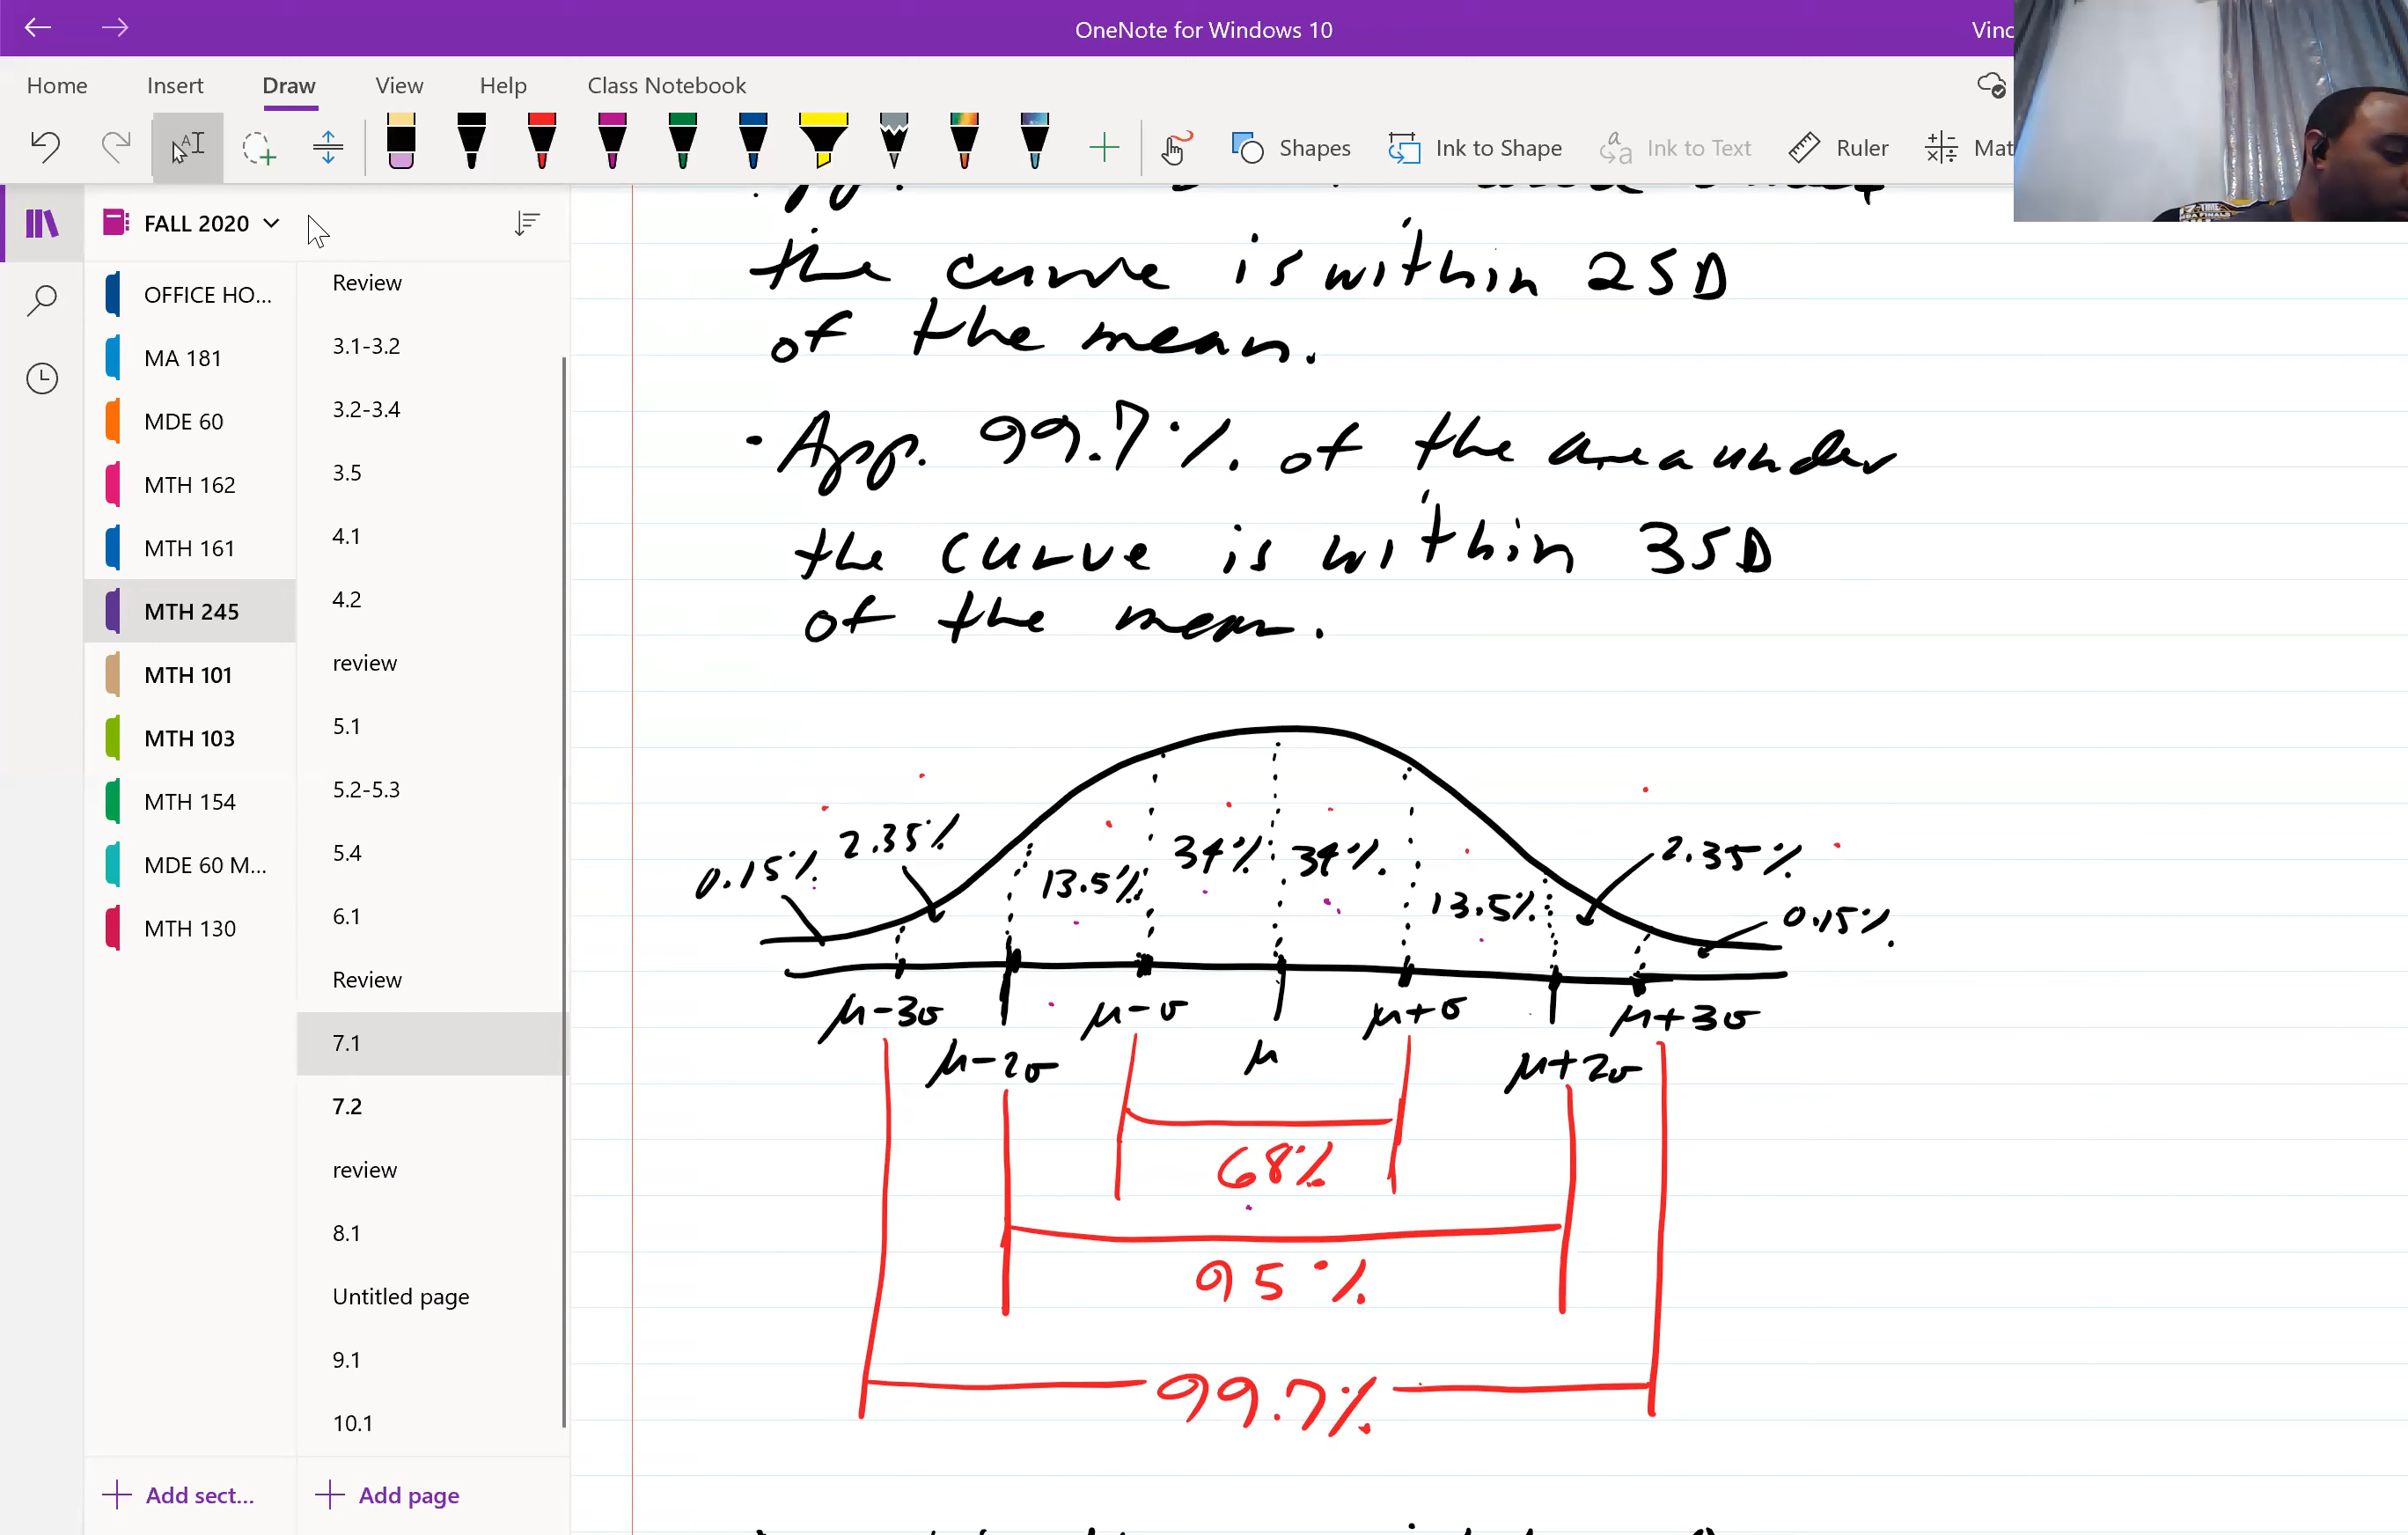 OneNote for Windows 10
Vinc
Home Insert Draw View Help Class Notebook
Shapes Ink to Shape Ink to Text Ruler Mat
FALL 2020
OFFICE HO...
MA 181
MDE 60
MTH 162
MTH 161
MTH 245
MTH 101
MTH 103
MTH 154
MDE 60 M...
MTH 130
Add sect...
Review
3.1-3.2
3.2-3.4
3.5
4.1
4.2
review
5.1
5.2-5.3
5.4
6.1
Review
7.1
7.2
review
8.1
Untitled page
9.1
10.1
Add page
the curve is within 2SD
of the mean.
· App. 99.7% of the area under
the curve is within 3SD
of the mean.
0.15% 2.35% 13.5% 34% 34% 13.5% 2.35% 0.15%
μ-3σ μ-σ μ+σ μ+3σ
μ-2σ μ μ+2σ
68%
95%
99.7%